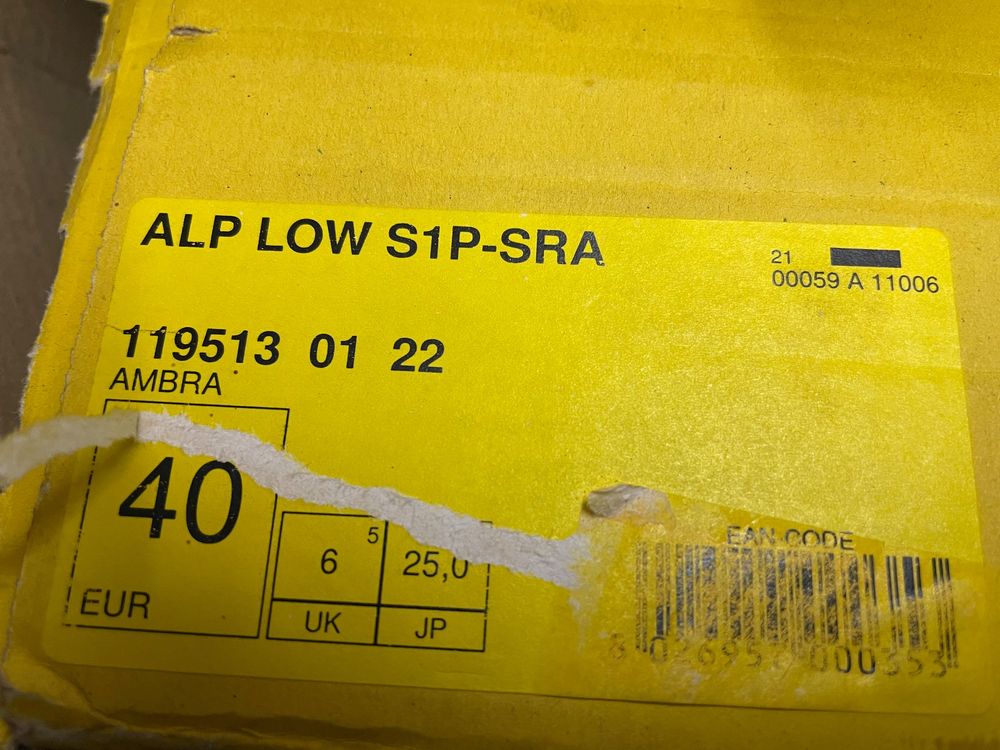 ALP LOW S1P-SRA
21
00059 A 11006
119513 01 22
AMBRA
40
EUR
6 5
UK
25,0
JP
EAN-CODE